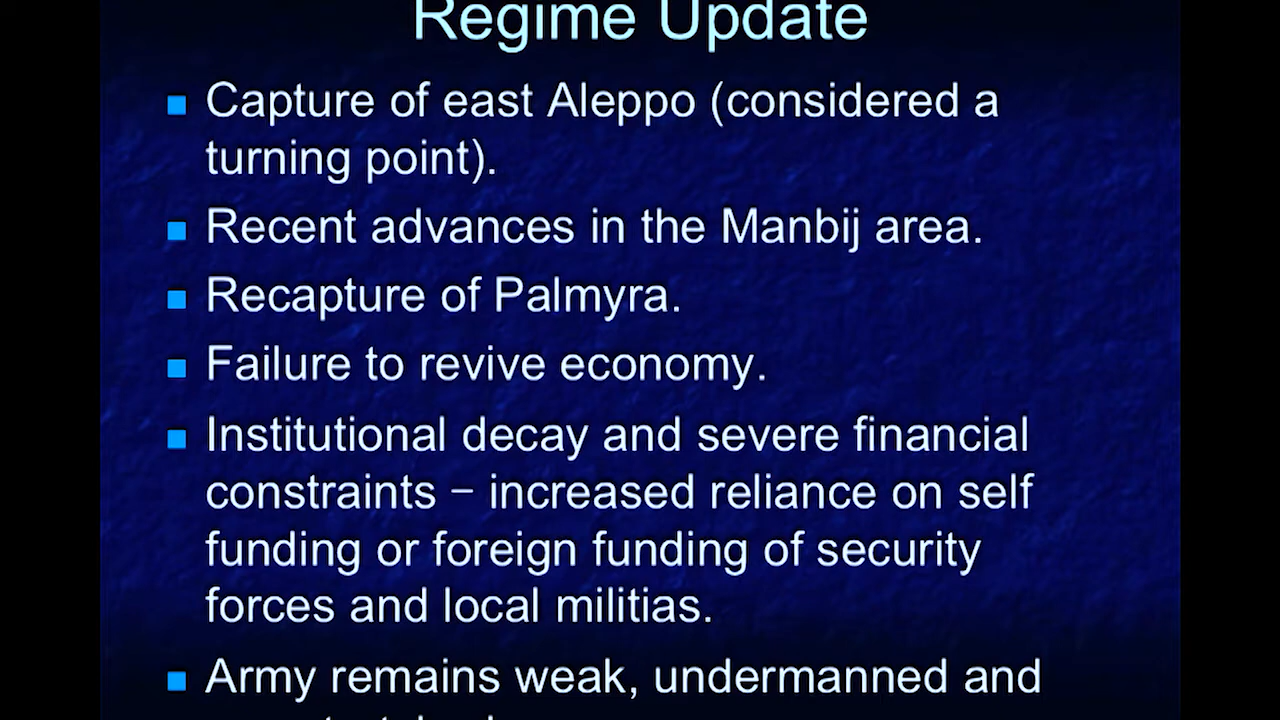 Regime Update
Capture of east Aleppo (considered a
turning point).
Recent advances in the Manbij area.
Recapture of Palmyra.
Failure to revive economy.
Institutional decay and severe financial
constraints – increased reliance on self
funding or foreign funding of security
forces and local militias.
Army remains weak, undermanned and